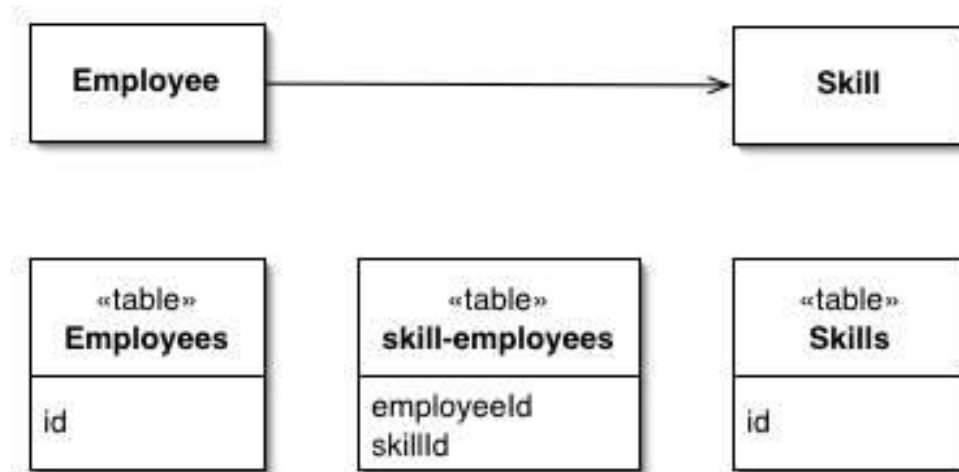 Employee
Skill
«table»
Employees
id
«table»
skill-employees
employeeId
skillId
«table»
Skills
id